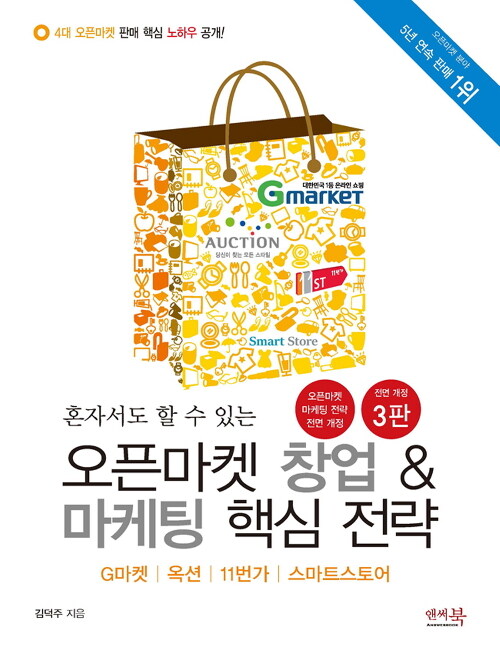 4대 오픈마켓 판매 핵심 노하우 공개!
오픈마켓 분야
5년 연속 판매 1위
대한민국 1등 온라인 쇼핑
Gmarket
AUCTION
당신이 찾는 모든 스타일
11번가
11ST
Smart Store
혼자서도 할 수 있는
오픈마켓
마케팅 전략
전면 개정
전면 개정
3판
오픈마켓 창업 &
마케팅 핵심 전략
G마켓 | 옥션 | 11번가 | 스마트스토어
김덕주 지음
앤써북
ANSWERBOOK